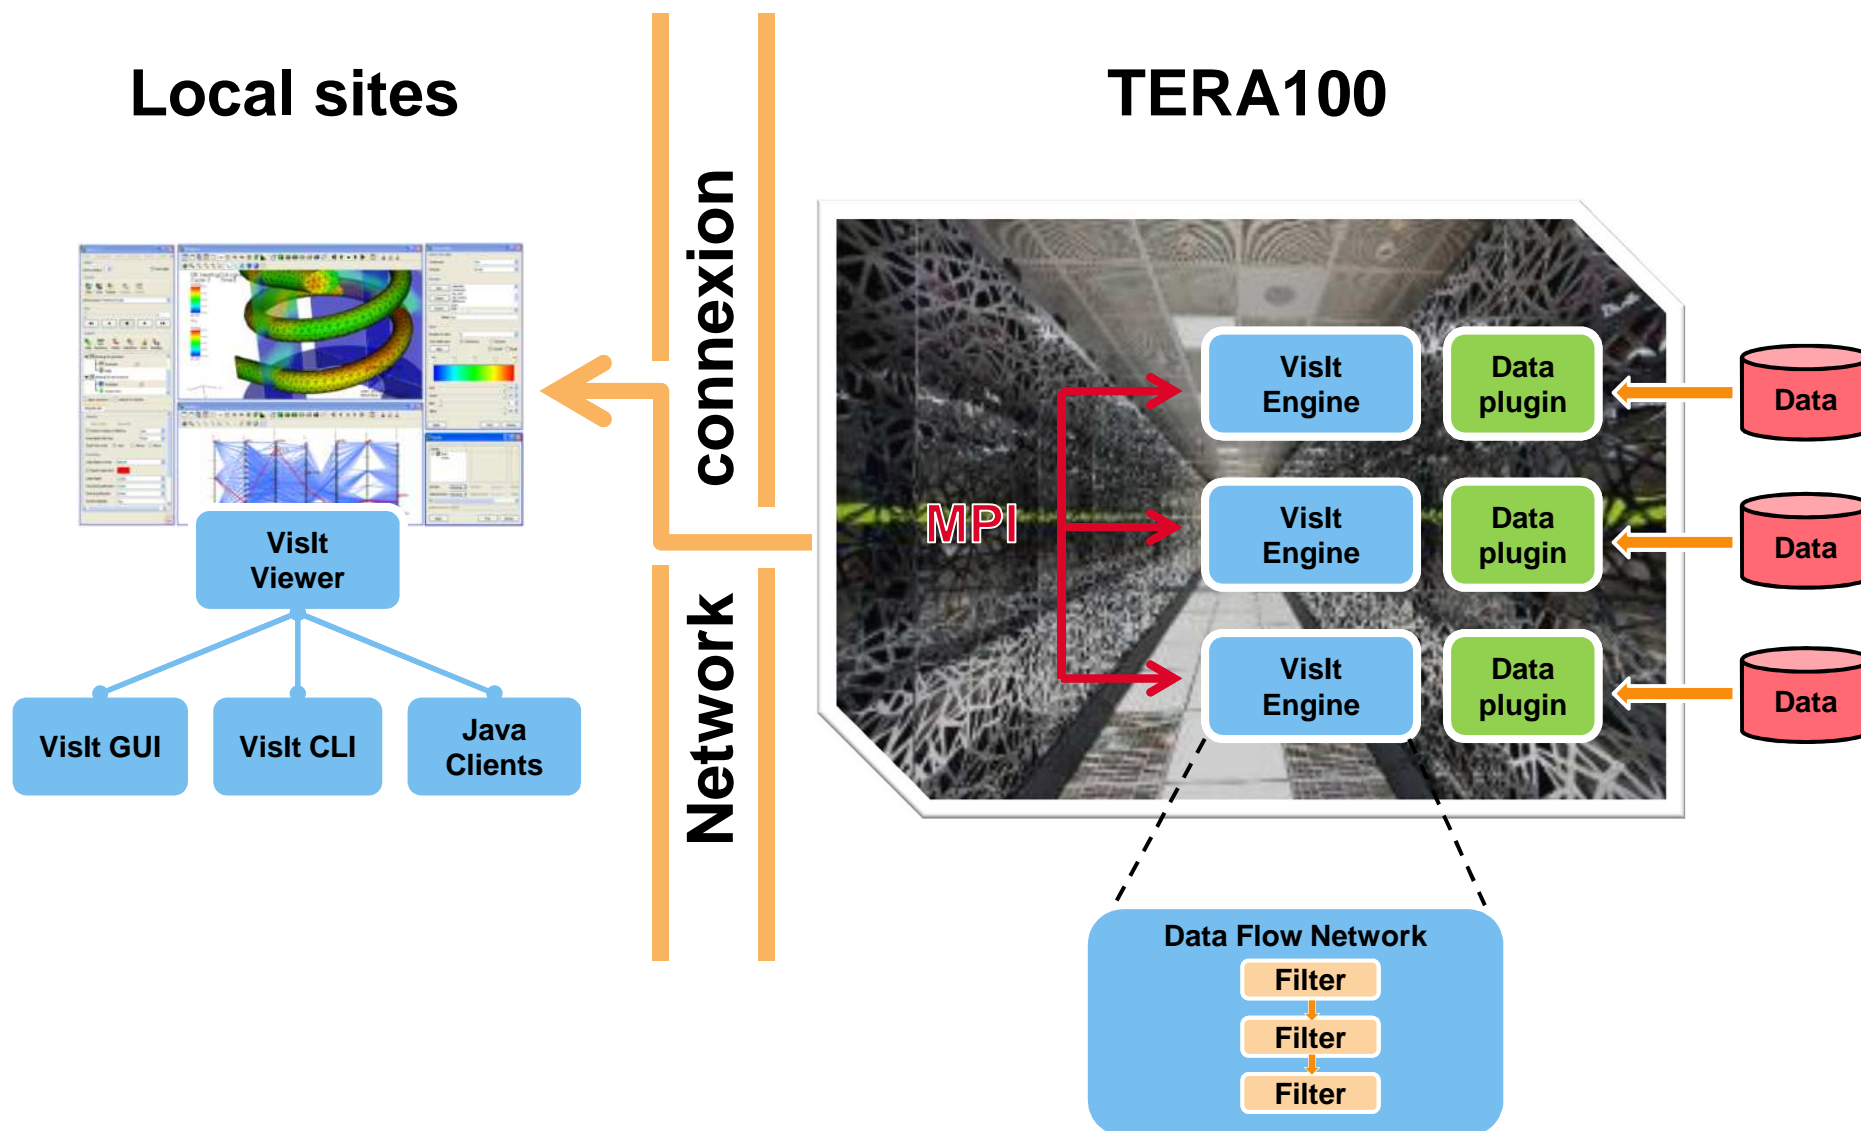 Local sites
TERA100
Network connexion
VisIt
Viewer
VisIt GUI
VisIt CLI
Java
Clients
MPI
VisIt
Engine
Data
plugin
Data
VisIt
Engine
Data
plugin
Data
VisIt
Engine
Data
plugin
Data
Data Flow Network
Filter
Filter
Filter